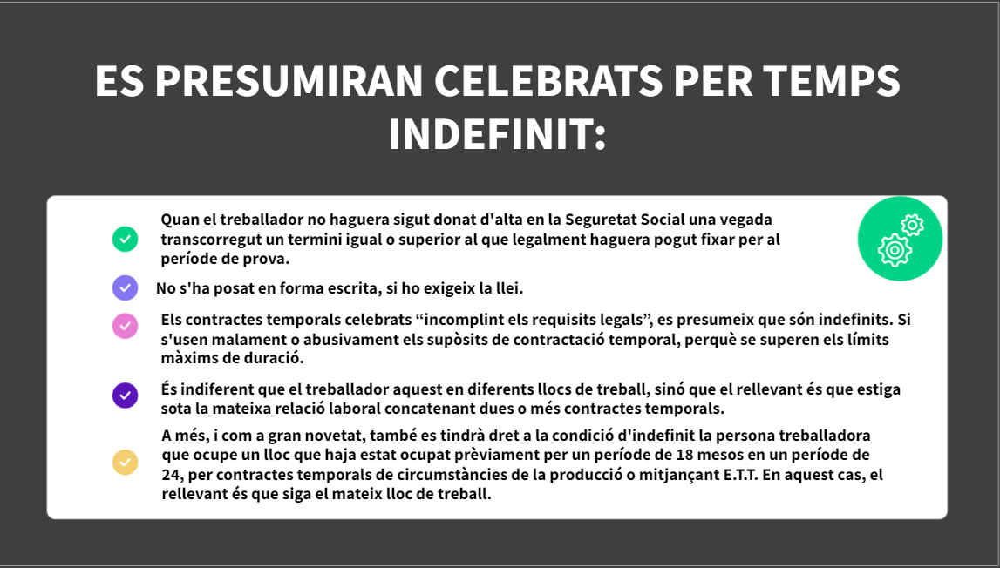 ES PRESUMIRAN CELEBRATS PER TEMPS
INDEFINIT:
Quan el treballador no haguera sigut donat d'alta en la Seguretat Social una vegada
transcorregut un termini igual o superior al que legalment haguera pogut fixar per al
període de prova.
No s'ha posat en forma escrita, si ho exigeix la llei.
Els contractes temporals celebrats “incomplint els requisits legals”, es presumeix que són indefinits. Si
s'usen malament o abusivament els supòsits de contractació temporal, perquè se superen els límits
màxims de duració.
És indiferent que el treballador aquest en diferents llocs de treball, sinó que el rellevant és que estiga
sota la mateixa relació laboral concatenant dues o més contractes temporals.
A més, i com a gran novetat, també es tindrà dret a la condició d'indefinit la persona treballadora
que ocupe un lloc que haja estat ocupat prèviament per un període de 18 mesos en un període de
24, per contractes temporals de circumstàncies de la producció o mitjançant E.T.T. En aquest cas, el
rellevant és que siga el mateix lloc de treball.